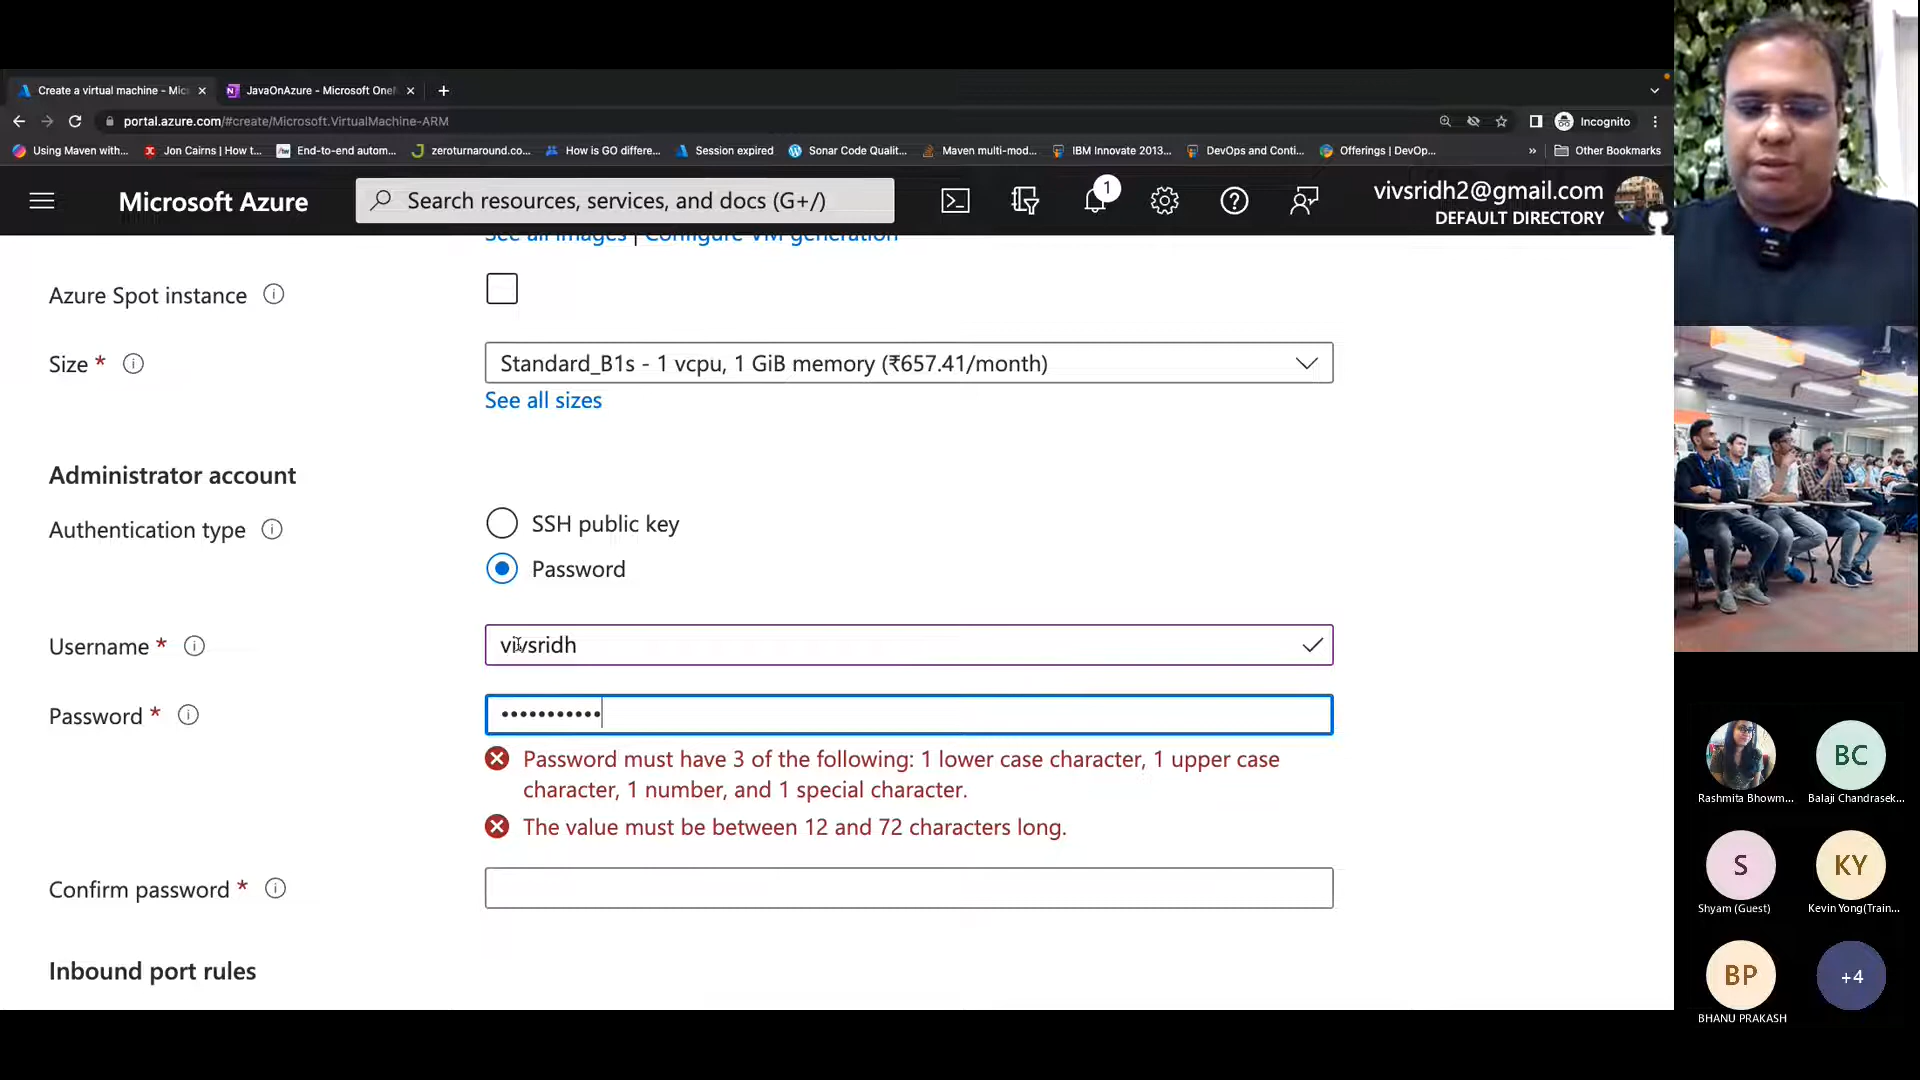 Create a virtual machine - Mic
JavaOnAzure - Microsoft OneN
portal.azure.com/#create/Microsoft.VirtualMachine-ARM
Incognito
Using Maven with...
Jon Cairns | How t...
End-to-end autom...
zeroturnaround.co...
How is GO differe...
Session expired
Sonar Code Qualit...
Maven multi-mod...
IBM Innovate 2013...
DevOps and Conti...
Offerings | DevOp...
»
Other Bookmarks
Microsoft Azure
Search resources, services, and docs (G+/)
1
vivsridh2@gmail.com
DEFAULT DIRECTORY
See all images | Configure VM generation
Azure Spot instance
Size *
Standard_B1s - 1 vcpu, 1 GiB memory (₹657.41/month)
See all sizes
Administrator account
Authentication type
SSH public key
Password
Username *
vivsridh
Password *
•••••••••••
Password must have 3 of the following: 1 lower case character, 1 upper case
character, 1 number, and 1 special character.
The value must be between 12 and 72 characters long.
Confirm password *
Inbound port rules
BC
Rashmita Bhowm...
Balaji Chandrasek...
S
KY
Shyam (Guest)
Kevin Yong(Train...
BP
+4
BHANU PRAKASH